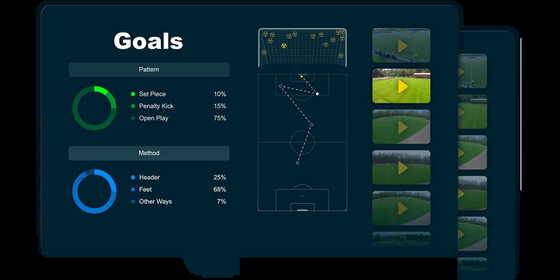 Goals
Pattern
Set Piece 10%
Penalty Kick 15%
Open Play 75%
Method
Header 25%
Feet 68%
Other Ways 7%